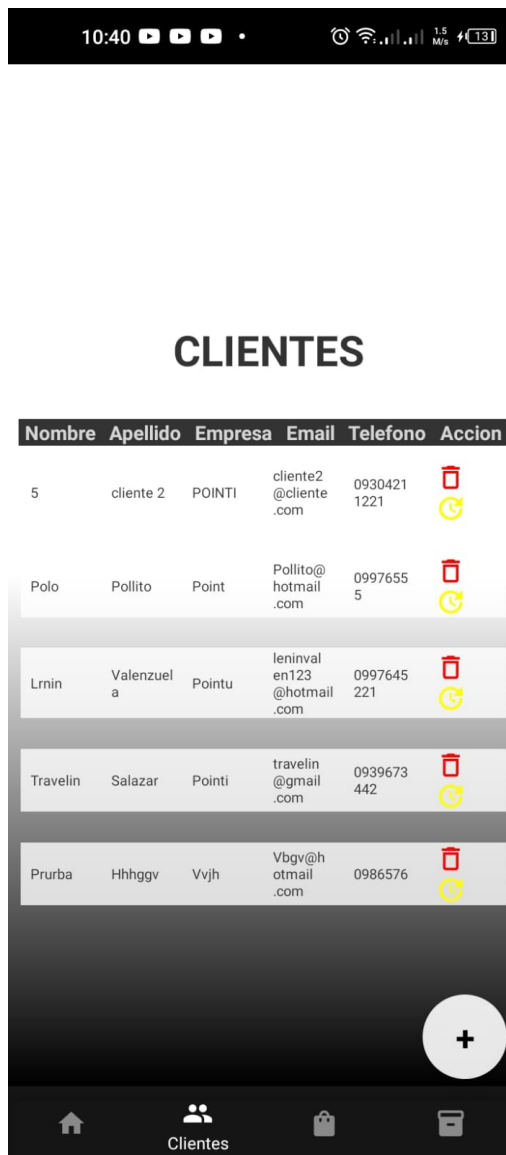 10:40
1.5
M/s
13
CLIENTES
Nombre Apellido Empresa Email Telefono Accion
5 cliente 2 POINTI cliente2 0930421
@cliente 1221
.com
Polo Pollito Point Pollito@ 0997655
hotmail 5
.com
Lrnin Valenzuel Pointu leninval 0997645
a en123 221
@hotmail
.com
Travelin Salazar Pointi travelin 0939673
@gmail 442
.com
Prurba Hhhggv Vvjh Vbgv@h 0986576
otmail
.com
+
Clientes